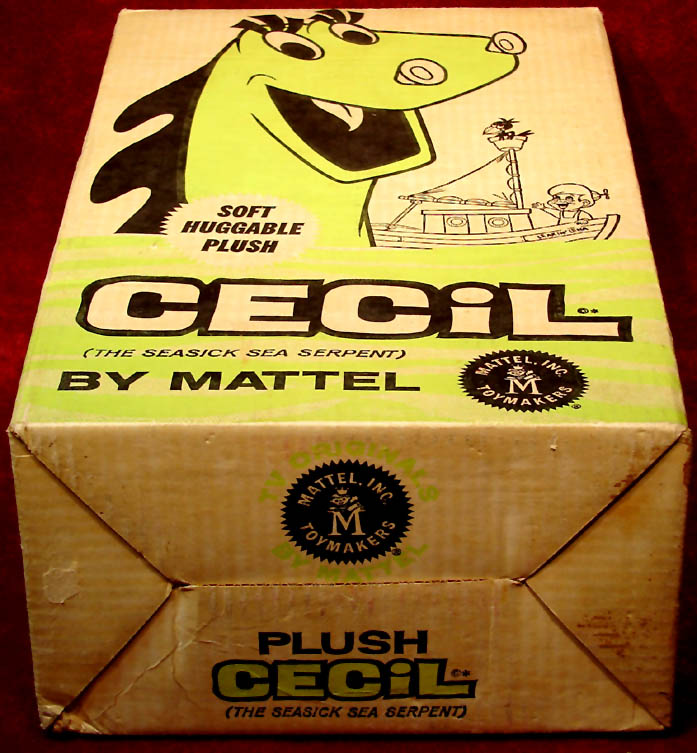 SOFT
HUGGABLE
PLUSH
CECiL ©*
(THE SEASICK SEA SERPENT)
BY MATTEL
MATTEL, INC.
M
TOYMAKERS
®
TV ORIGINALS
MATTEL, INC.
M
TOYMAKERS
®
BY MATTEL
PLUSH
CECiL ©*
(THE SEASICK SEA SERPENT)